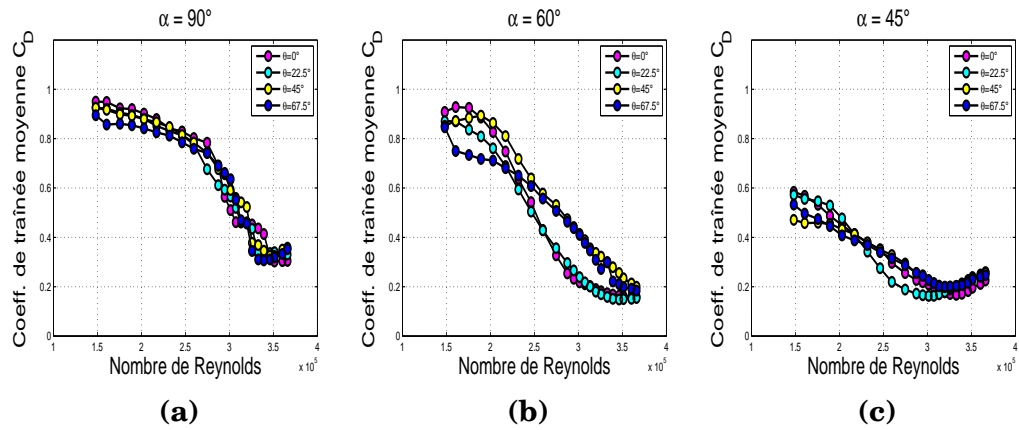 α = 90°
Coeff. de traînée moyenne C_D
θ=0°
θ=22.5°
θ=45°
θ=67.5°
1
0.8
0.6
0.4
0.2
0
1 1.5 2 2.5 3 3.5 4
x 10^5
Nombre de Reynolds
(a)
α = 60°
Coeff. de traînée moyenne C_D
θ=0°
θ=22.5°
θ=45°
θ=67.5°
1
0.8
0.6
0.4
0.2
0
1 1.5 2 2.5 3 3.5 4
x 10^5
Nombre de Reynolds
(b)
α = 45°
Coeff. de traînée moyenne C_D
θ=0°
θ=22.5°
θ=45°
θ=67.5°
1
0.8
0.6
0.4
0.2
0
1 1.5 2 2.5 3 3.5 4
x 10^5
Nombre de Reynolds
(c)